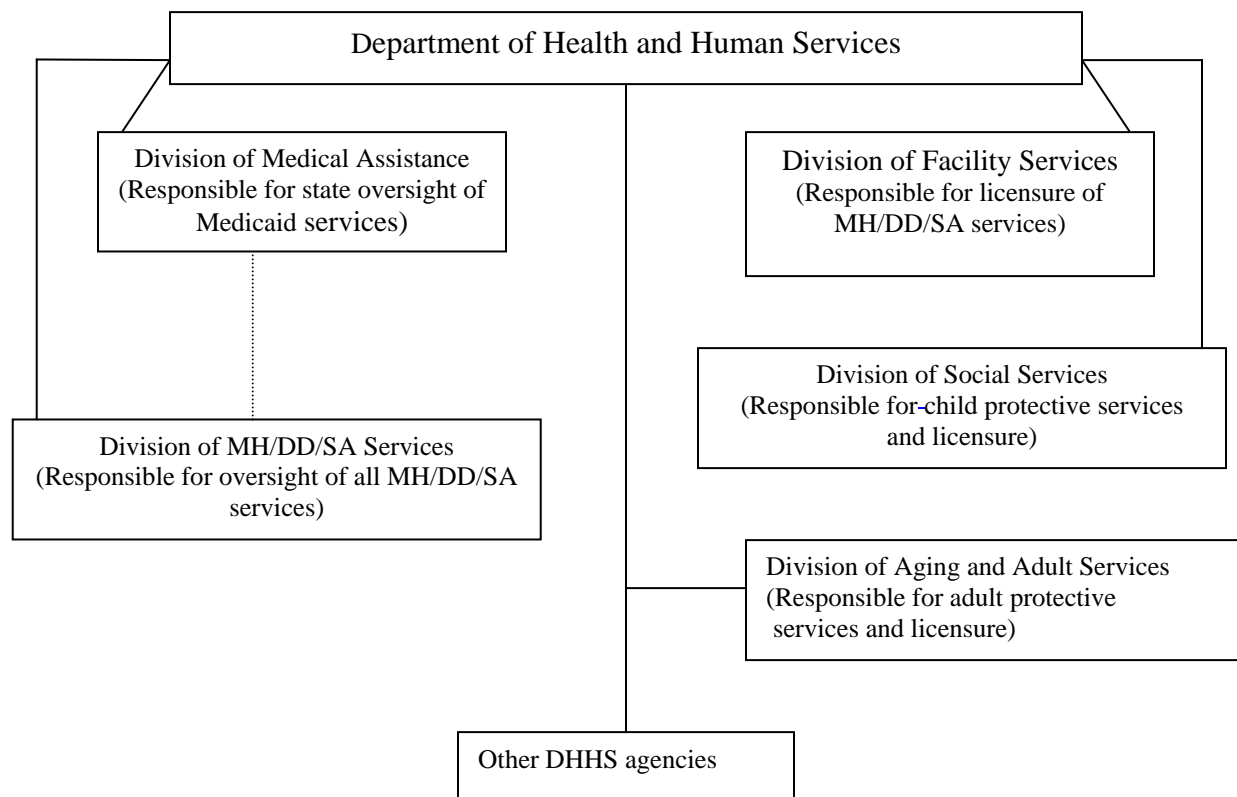 Department of Health and Human Services
Division of Medical Assistance
(Responsible for state oversight of
Medicaid services)
Division of Facility Services
(Responsible for licensure of
MH/DD/SA services)
Division of Social Services
(Responsible for-child protective services
and licensure)
Division of MH/DD/SA Services
(Responsible for oversight of all MH/DD/SA
services)
Division of Aging and Adult Services
(Responsible for adult protective
services and licensure)
Other DHHS agencies